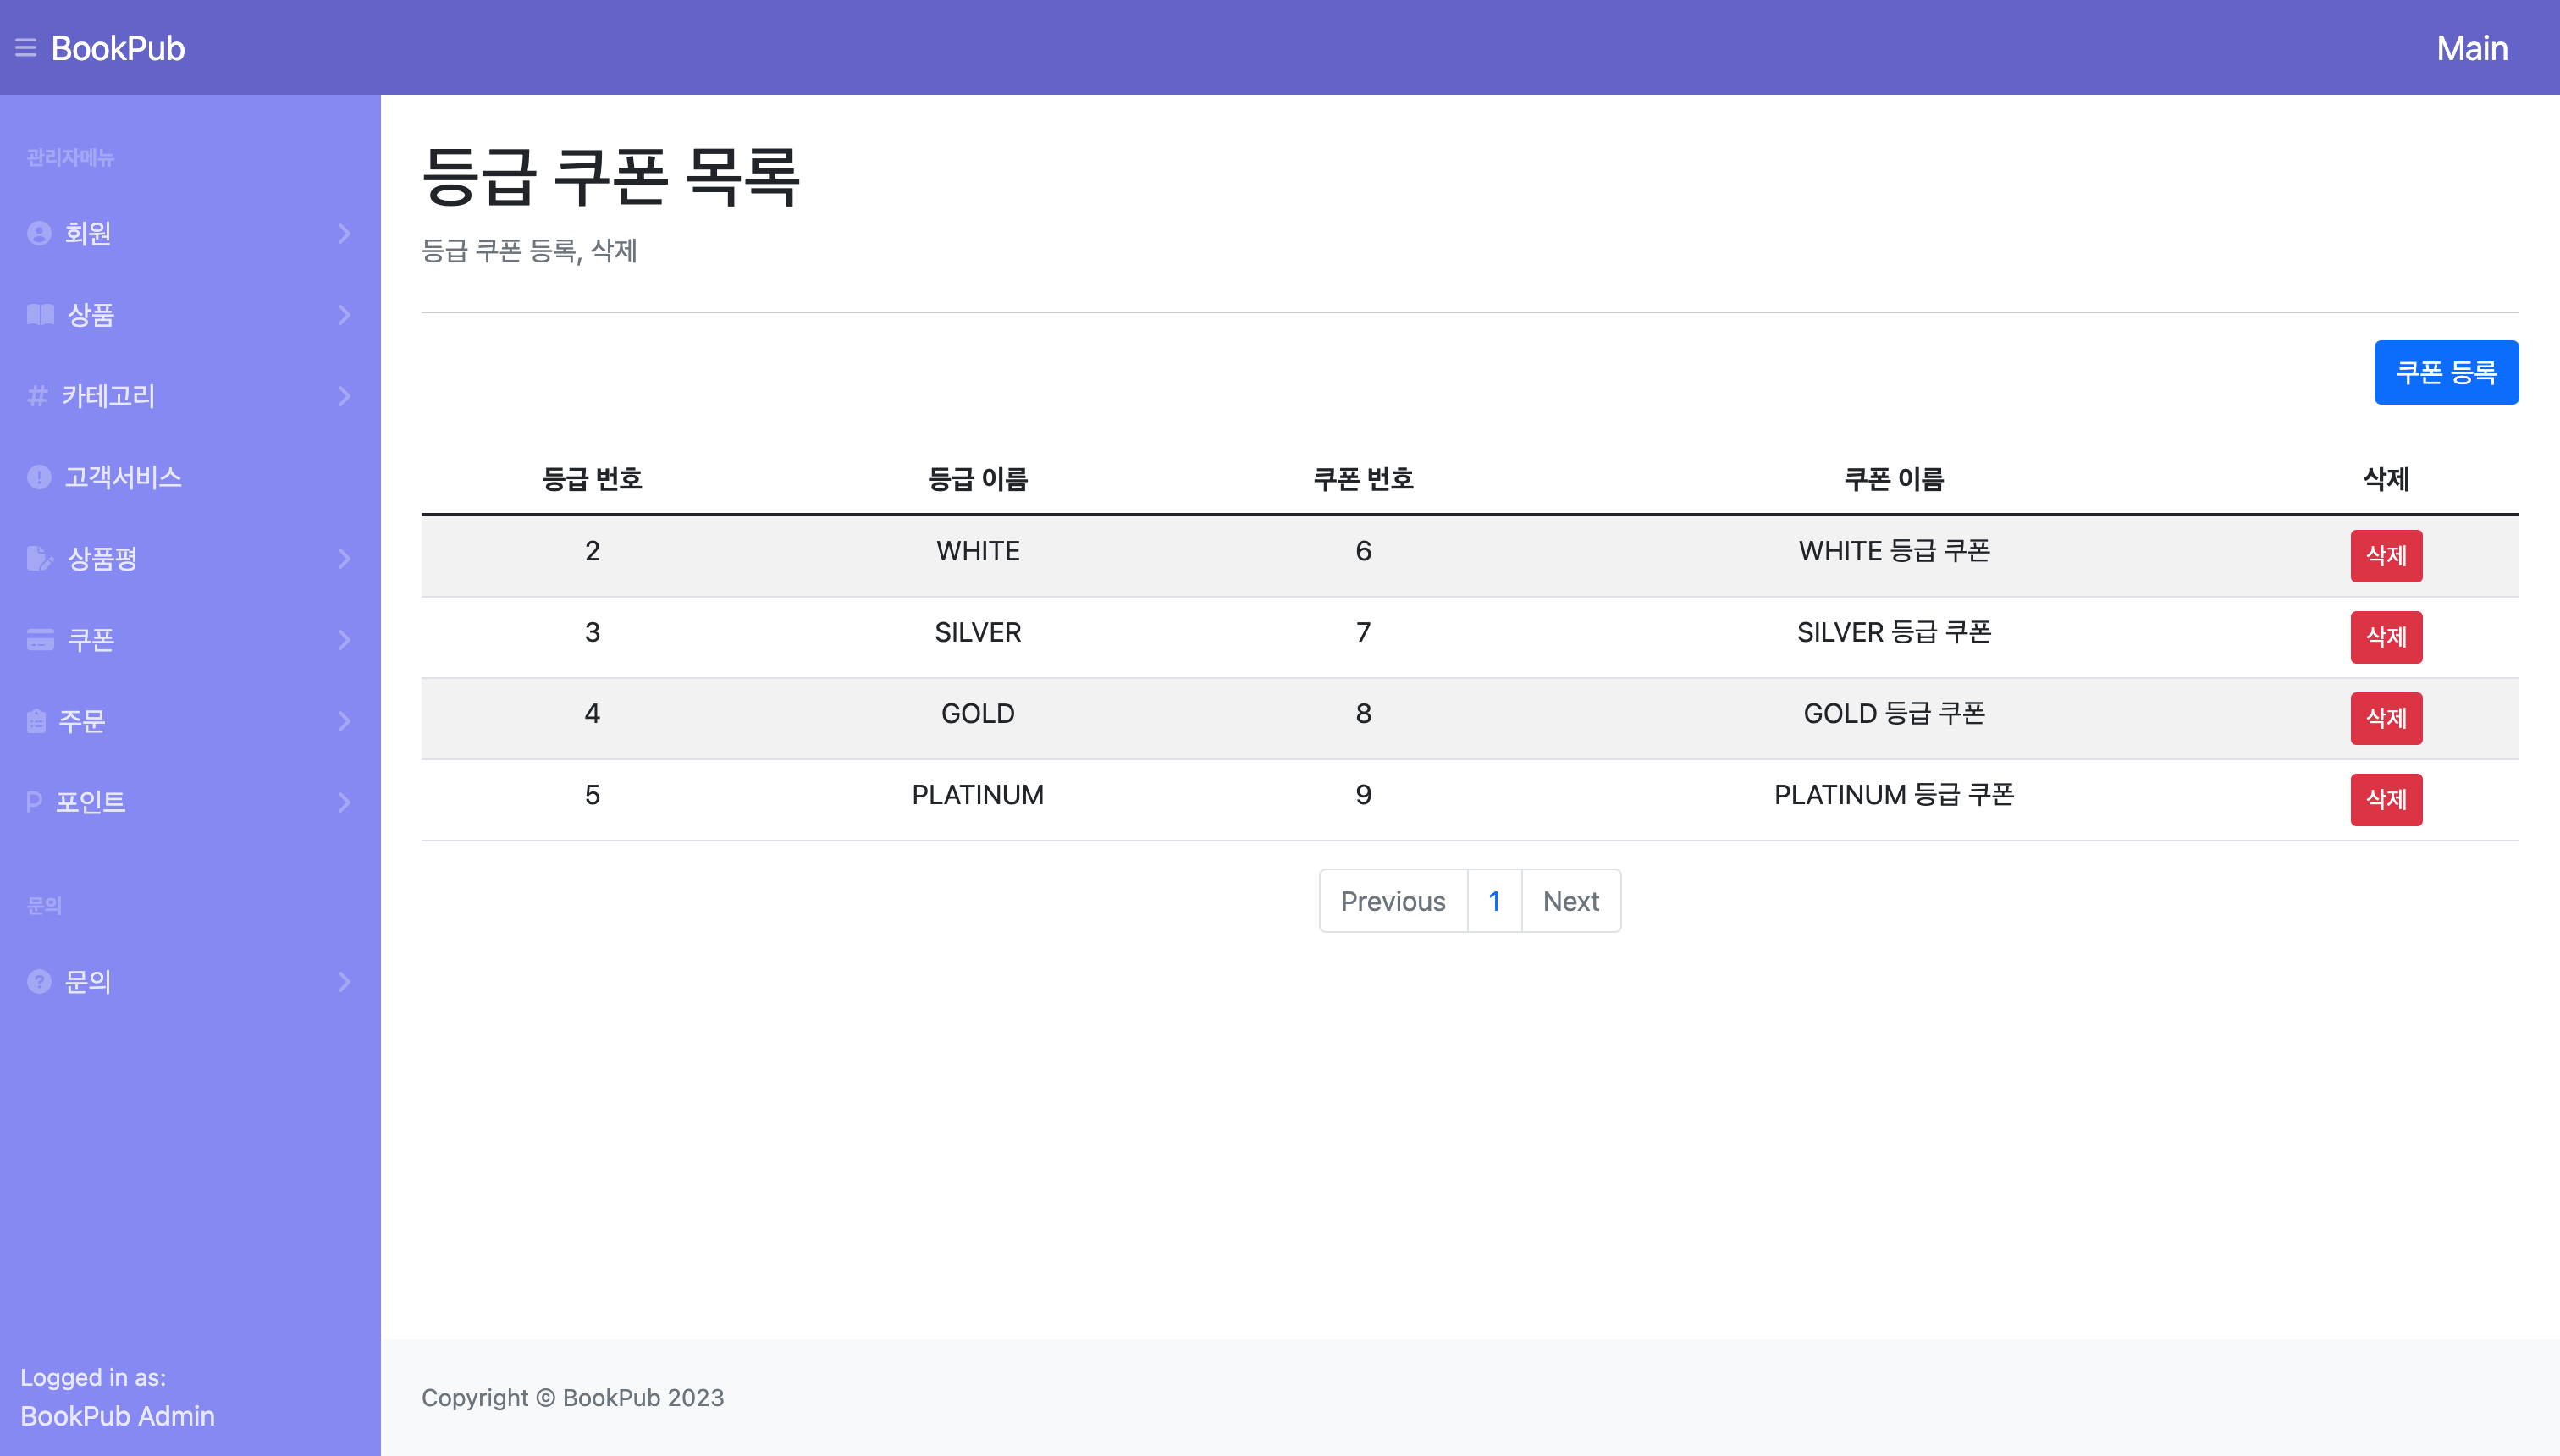 BookPub
Main
관리자메뉴
회원
상품
카테고리
고객서비스
상품평
쿠폰
주문
P 포인트
문의
문의
Logged in as:
BookPub Admin
등급 쿠폰 목록
등급 쿠폰 등록, 삭제
쿠폰 등록
등급 번호 등급 이름 쿠폰 번호 쿠폰 이름 삭제
2 WHITE 6 WHITE 등급 쿠폰 삭제
3 SILVER 7 SILVER 등급 쿠폰 삭제
4 GOLD 8 GOLD 등급 쿠폰 삭제
5 PLATINUM 9 PLATINUM 등급 쿠폰 삭제
Previous 1 Next
Copyright © BookPub 2023